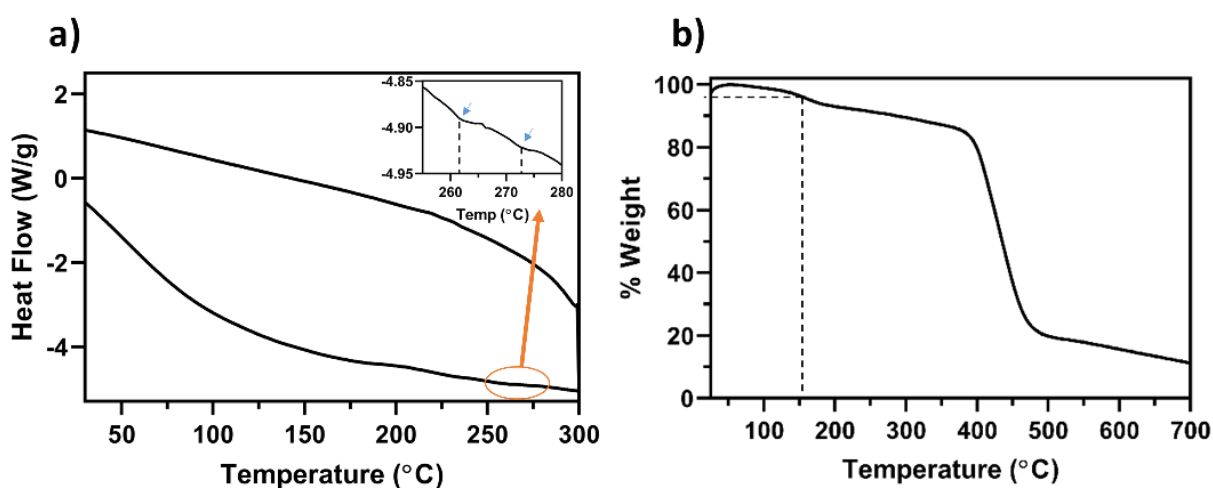 a)
Heat Flow (W/g)
2
0
-2
-4
50 100 150 200 250 300
Temperature (°C)
-4.85
-4.90
-4.95
260 270 280
Temp (°C)
b)
% Weight
100
80
60
40
20
0
100 200 300 400 500 600 700
Temperature (°C)